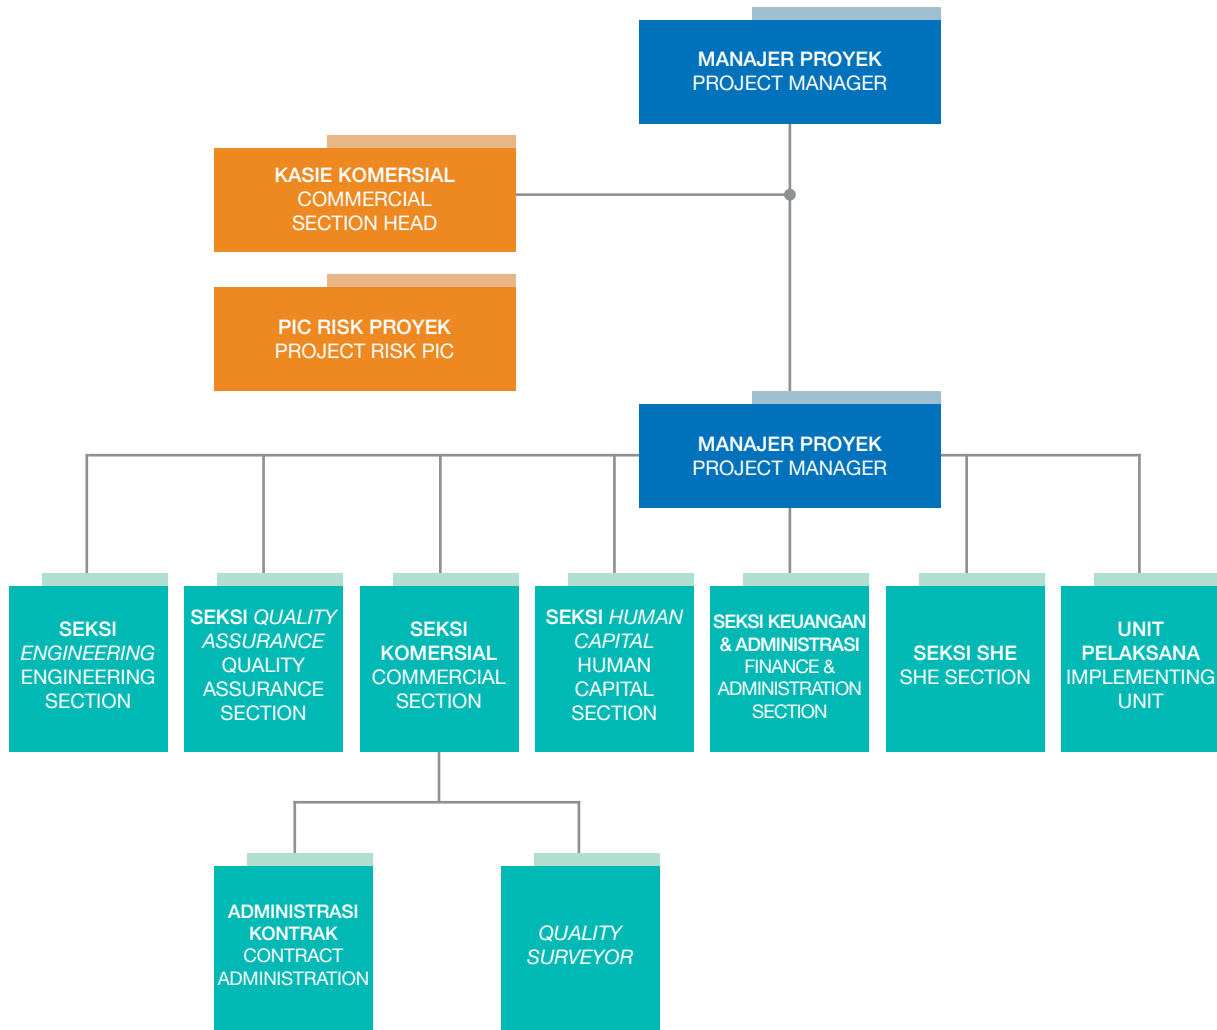 MANAJER PROYEK
PROJECT MANAGER
KASIE KOMERSIAL
COMMERCIAL
SECTION HEAD
PIC RISK PROYEK
PROJECT RISK PIC
MANAJER PROYEK
PROJECT MANAGER
SEKSI
ENGINEERING
ENGINEERING
SECTION
SEKSI QUALITY
ASSURANCE
QUALITY
ASSURANCE
SECTION
SEKSI
KOMERSIAL
COMMERCIAL
SECTION
SEKSI HUMAN
CAPITAL
HUMAN
CAPITAL
SECTION
SEKSI KEUANGAN
& ADMINISTRASI
FINANCE &
ADMINISTRATION
SECTION
SEKSI SHE
SHE SECTION
UNIT
PELAKSANA
IMPLEMENTING
UNIT
ADMINISTRASI
KONTRAK
CONTRACT
ADMINISTRATION
QUALITY
SURVEYOR